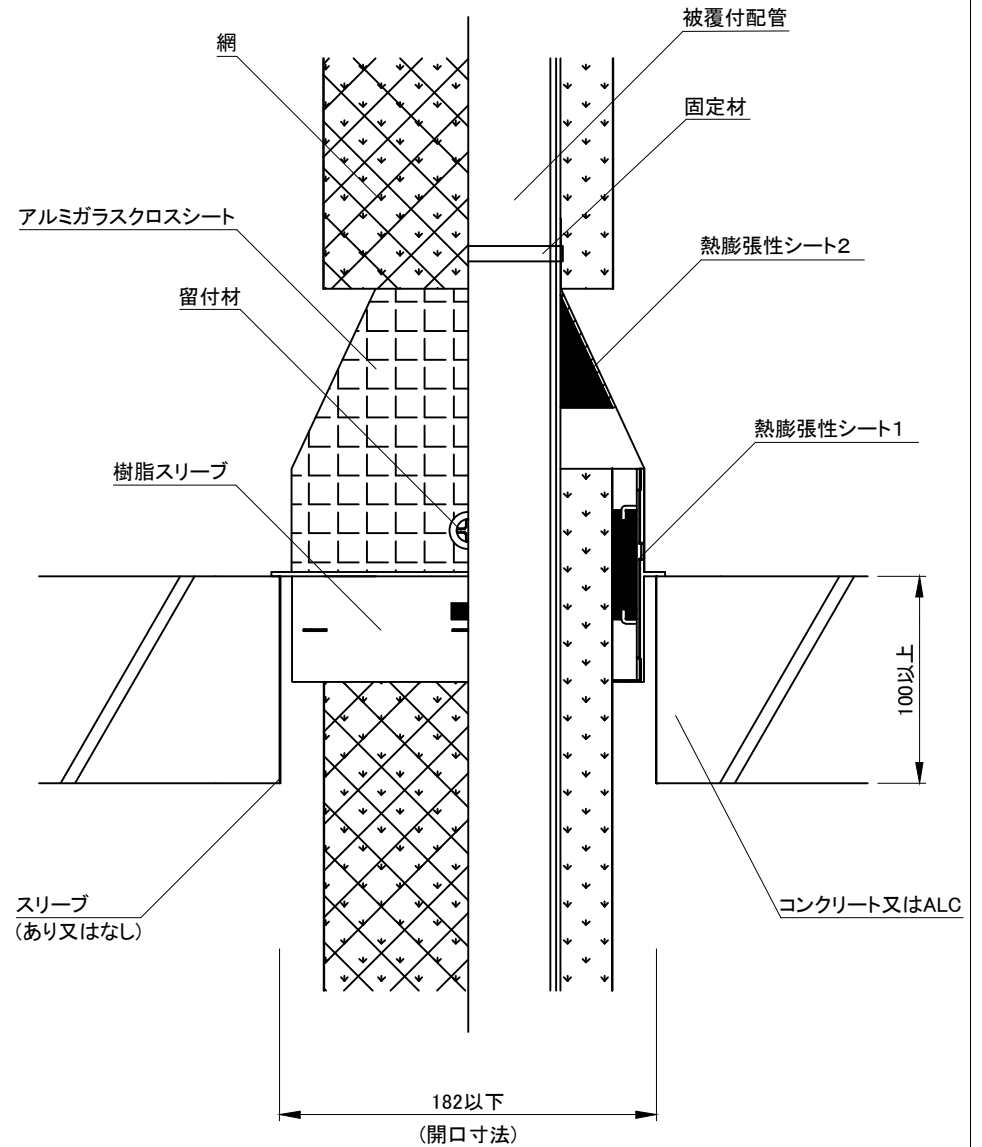 被覆付配管
網
固定材
アルミガラスクロスシート
熱膨張性シート2
留付材
熱膨張性シート1
樹脂スリーブ
100以上
スリーブ
(あり又はなし)
コンクリート又はALC
182以下
(開口寸法)